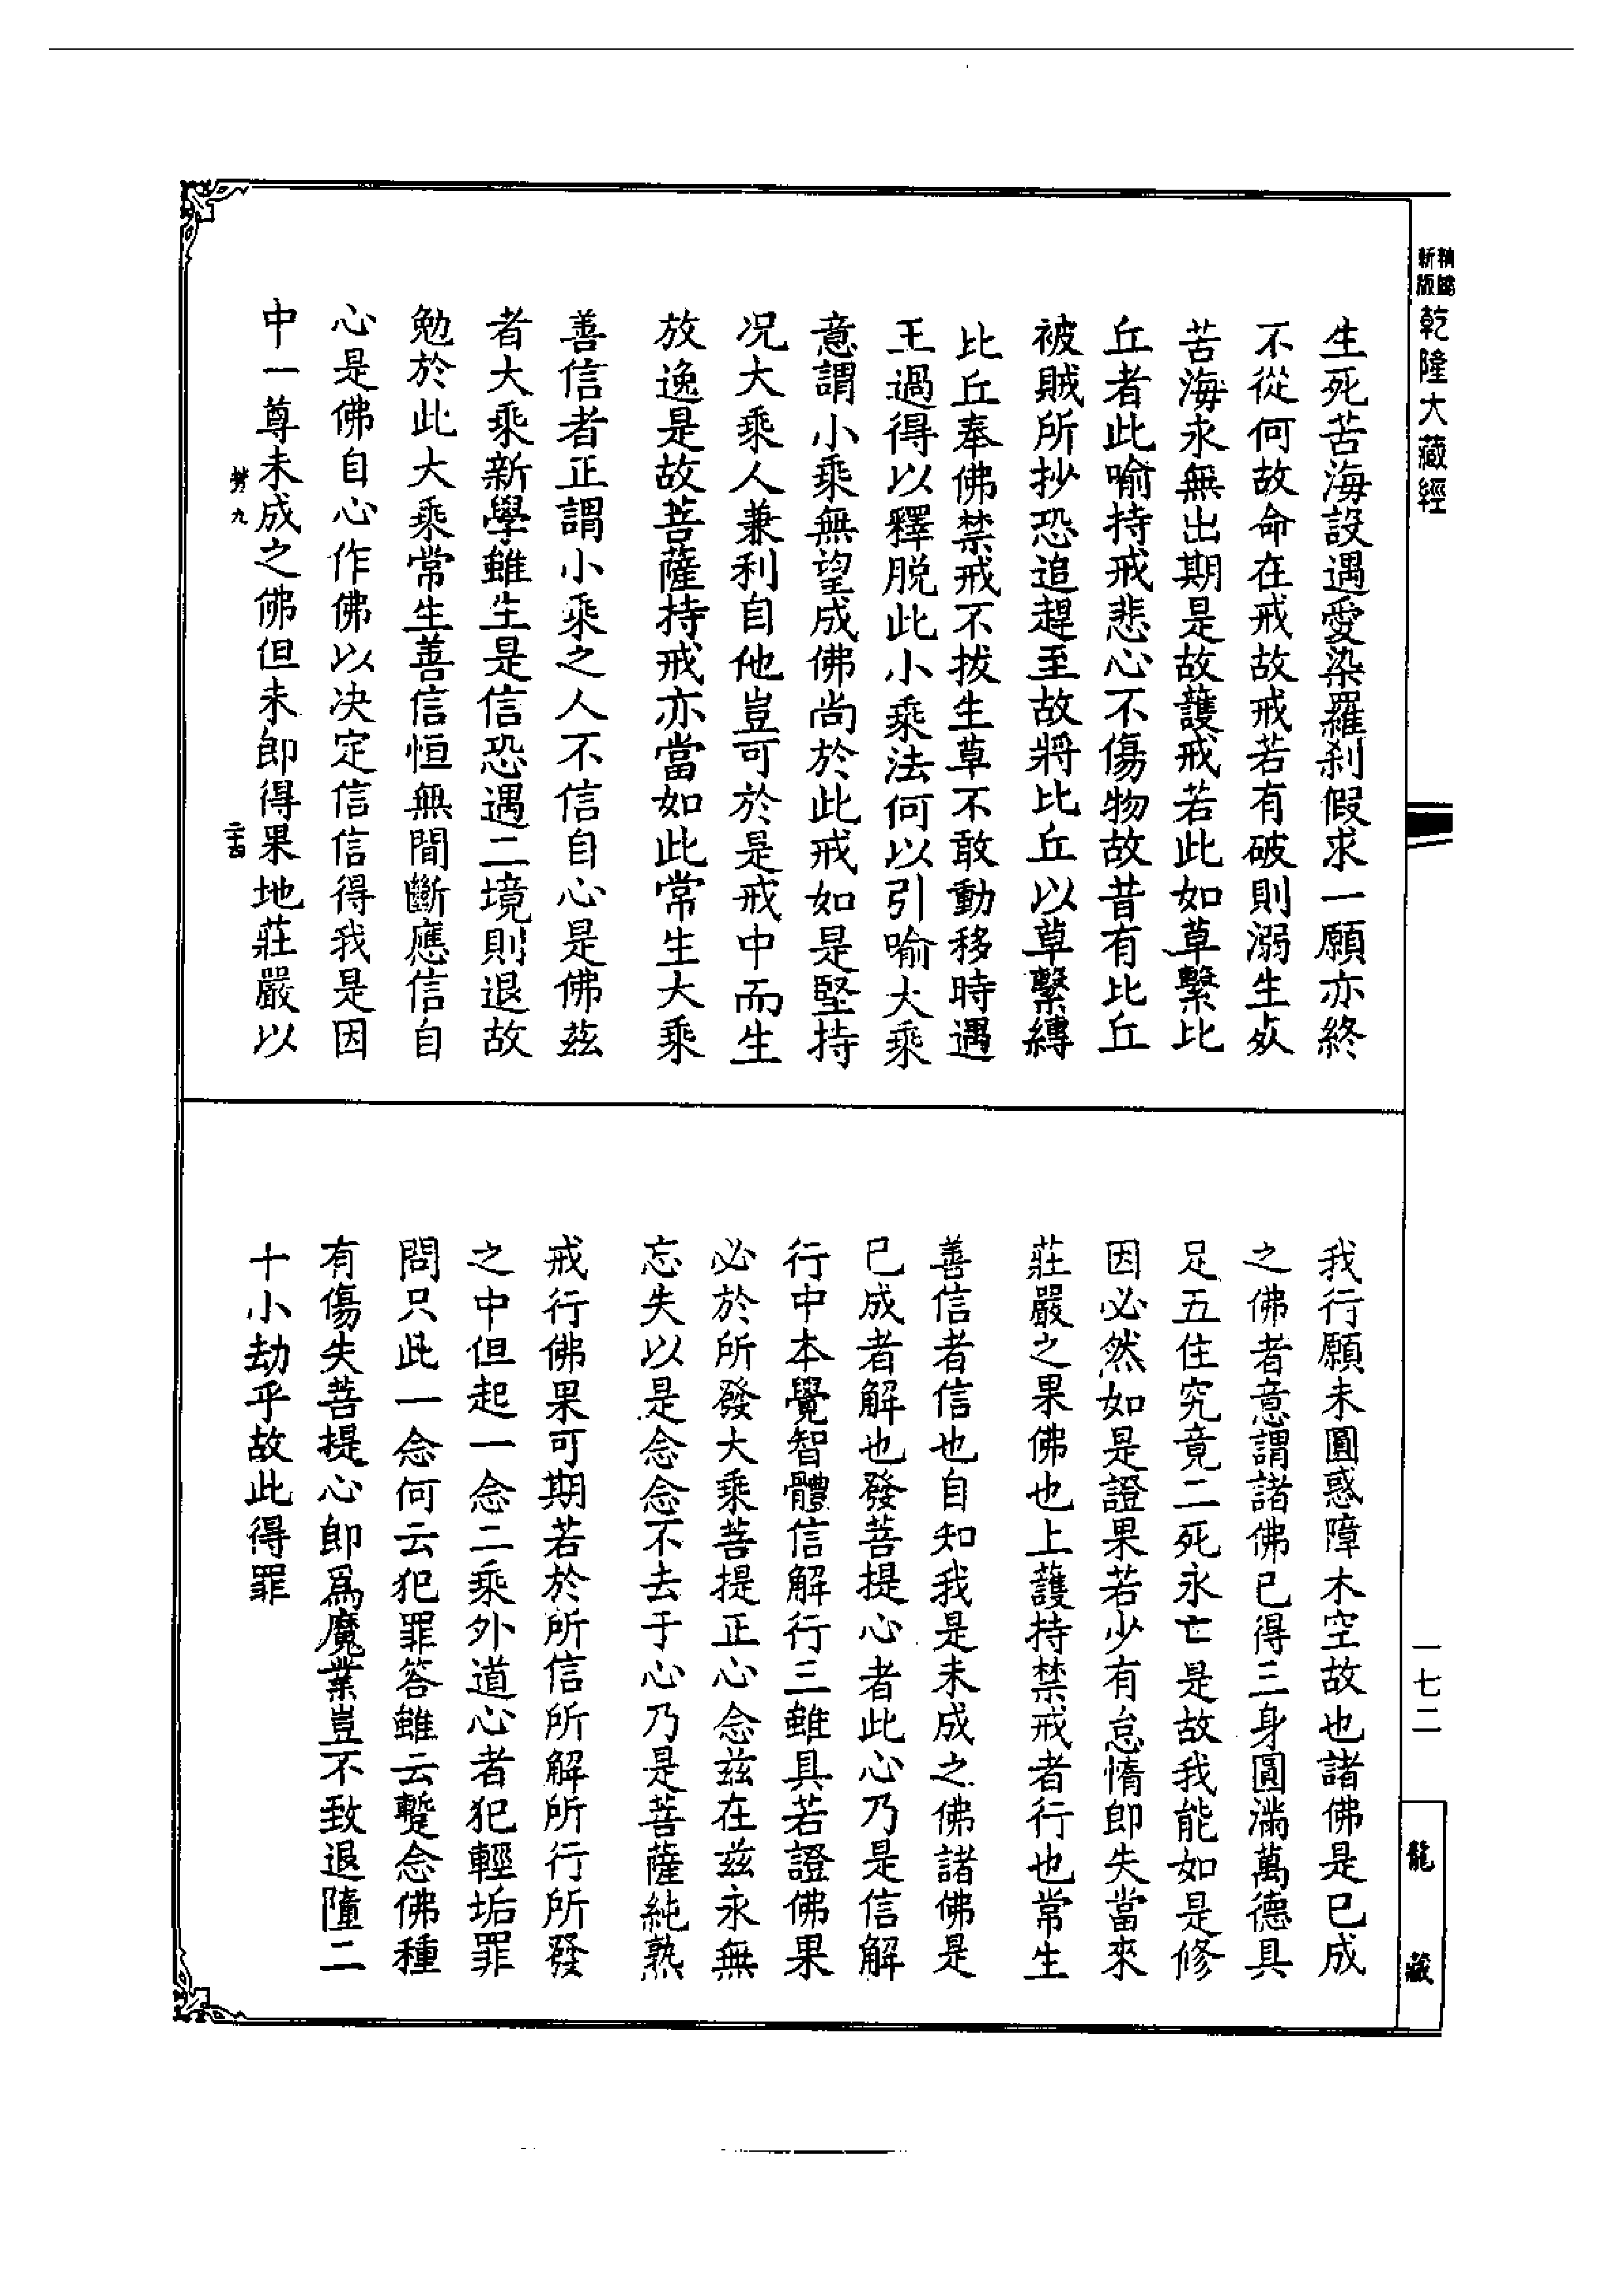 新版
精縮
乾隆大藏經
一七二
龍藏
生死苦海設遇愛染羅刹假求一願亦終
不從何故命在戒故戒若有破則溺生死
苦海永無出期是故護戒若此如草繫比
丘者此喻持戒悲心不傷物故昔有比丘
被賊所抄恐追趕至故將比丘以草繫縛
比丘奉佛禁戒不拔生草不敢動移時遇
王過得以釋脱此小乘法何以引喻大乘
意謂小乘無望成佛尚於此戒如是堅持
况大乘人兼利自他豈可於是戒中而生
放逸是故菩薩持戒亦當如此常生大乘
善信者正謂小乘之人不信自心是佛茲
者大乘新學雖生是信恐遇二境則退故
勉於此大乘常生善信恒無間斷應信自
心是佛自心作佛以决定信信得我是因
中一尊未成之佛但未卽得果地莊嚴以
勞九
二十四
我行願未圓惑障未空故也諸佛是已成
之佛者意謂諸佛已得三身圓滿萬德具
足五住究竟二死永亡是故我能如是修
因必然如是證果若少有怠惰卽失當來
莊嚴之果佛也上護持禁戒者行也常生
善信者信也自知我是未成之佛諸佛是
已成者解也發菩提心者此心乃是信解
行中本覺智體信解行三雖具若證佛果
必於所發大乘菩提正心念茲在茲永無
忘失以是念念不去于心乃是菩薩純熟
戒行佛果可期若於所信所解所行所發
之中但起一念二乘外道心者犯輕垢罪
問只此一念何云犯罪答雖云蹔念佛種
有傷失菩提心卽爲魔業豈不致退墮二
十小劫乎故此得罪